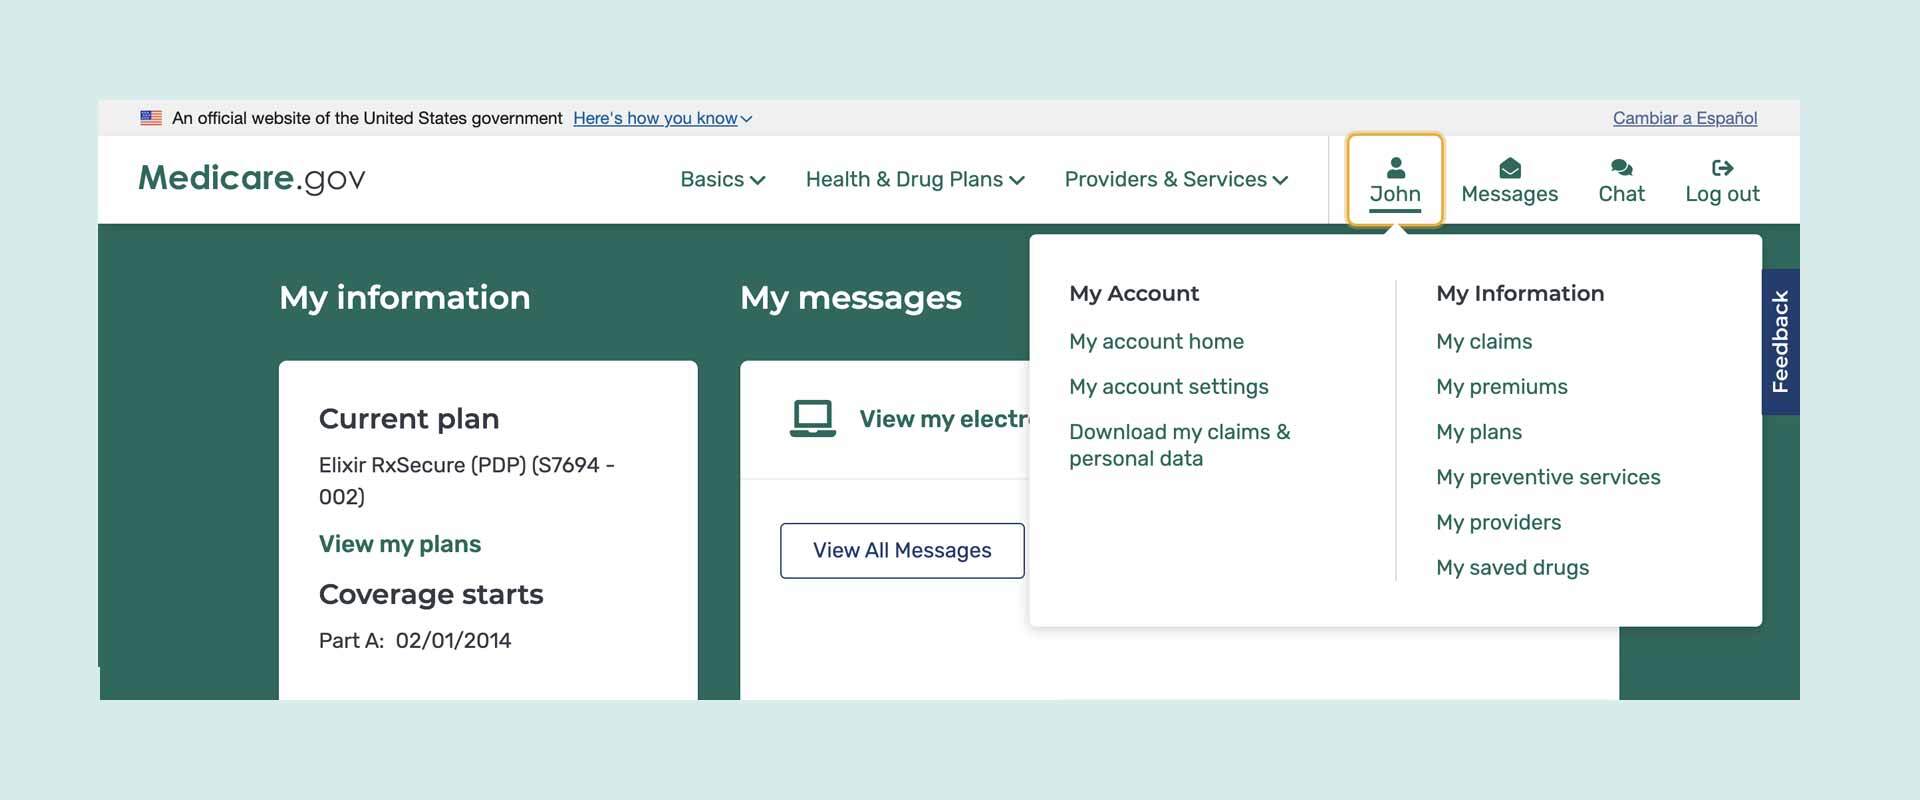 An official website of the United States government Here's how you know
Cambiar a Español
Medicare.gov
Basics
Health & Drug Plans
Providers & Services
John
Messages
Chat
Log out
My information
Current plan
Elixir RxSecure (PDP) (S7694 -
002)
View my plans
Coverage starts
Part A: 02/01/2014
My messages
View my electr
View All Messages
My Account
My account home
My account settings
Download my claims &
personal data
My Information
My claims
My premiums
My plans
My preventive services
My providers
My saved drugs
Feedback